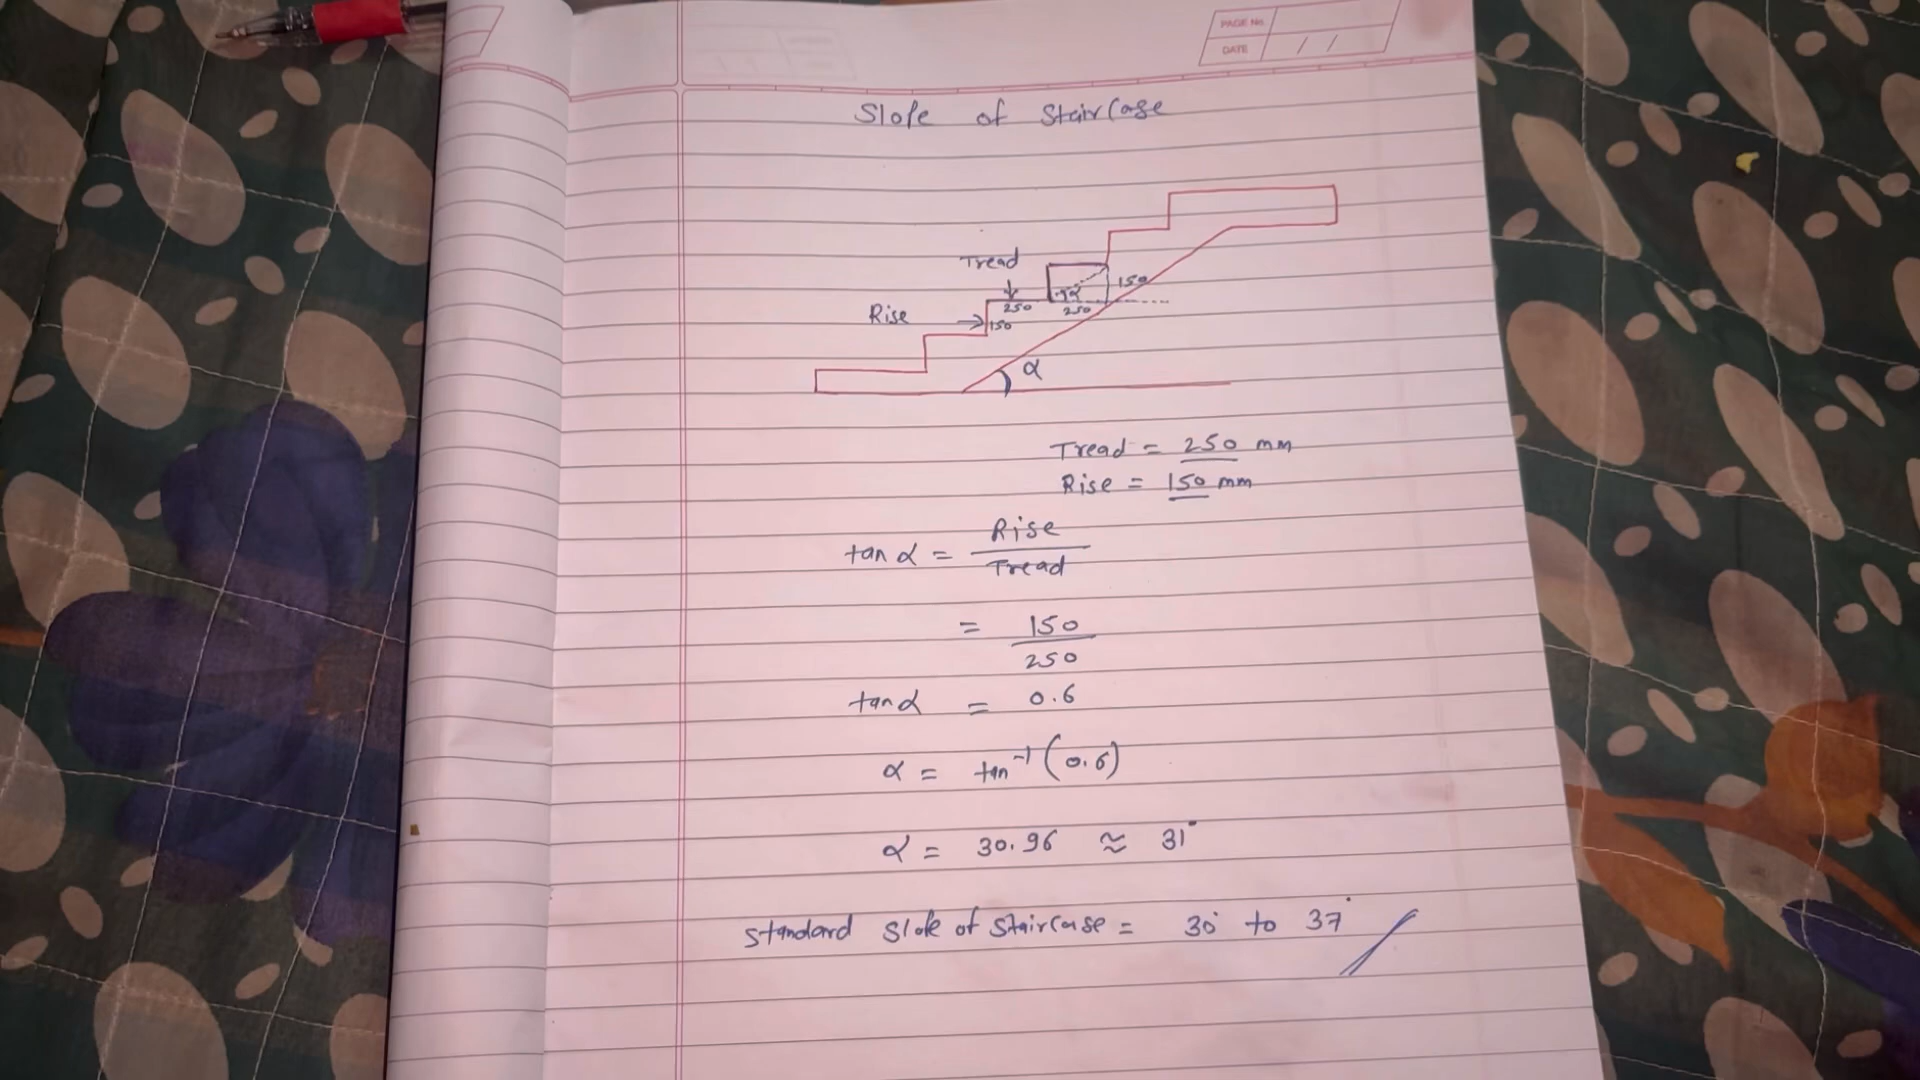 PAGE No.
DATE / /
Slope of Staircase
Tread
150
α
250
250
Rise
150
α
Tread = 250 mm
Rise = 150 mm
tan α = Rise / Tread
= 150 / 250
tan α = 0.6
α = tan⁻¹ (0.6)
α = 30.96 ≈ 31°
Standard Slope of Staircase = 30° to 37°